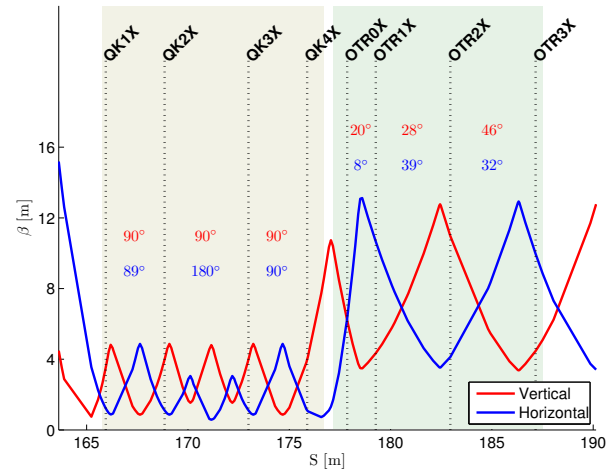 QK1X QK2X QK3X QK4X OTR0X OTR1X OTR2X OTR3X
20° 28° 46°
8° 39° 32°
90° 90° 90°
89° 180° 90°
16
12
8
4
0
β [m]
165 170 175 180 185 190
S [m]
Vertical
Horizontal